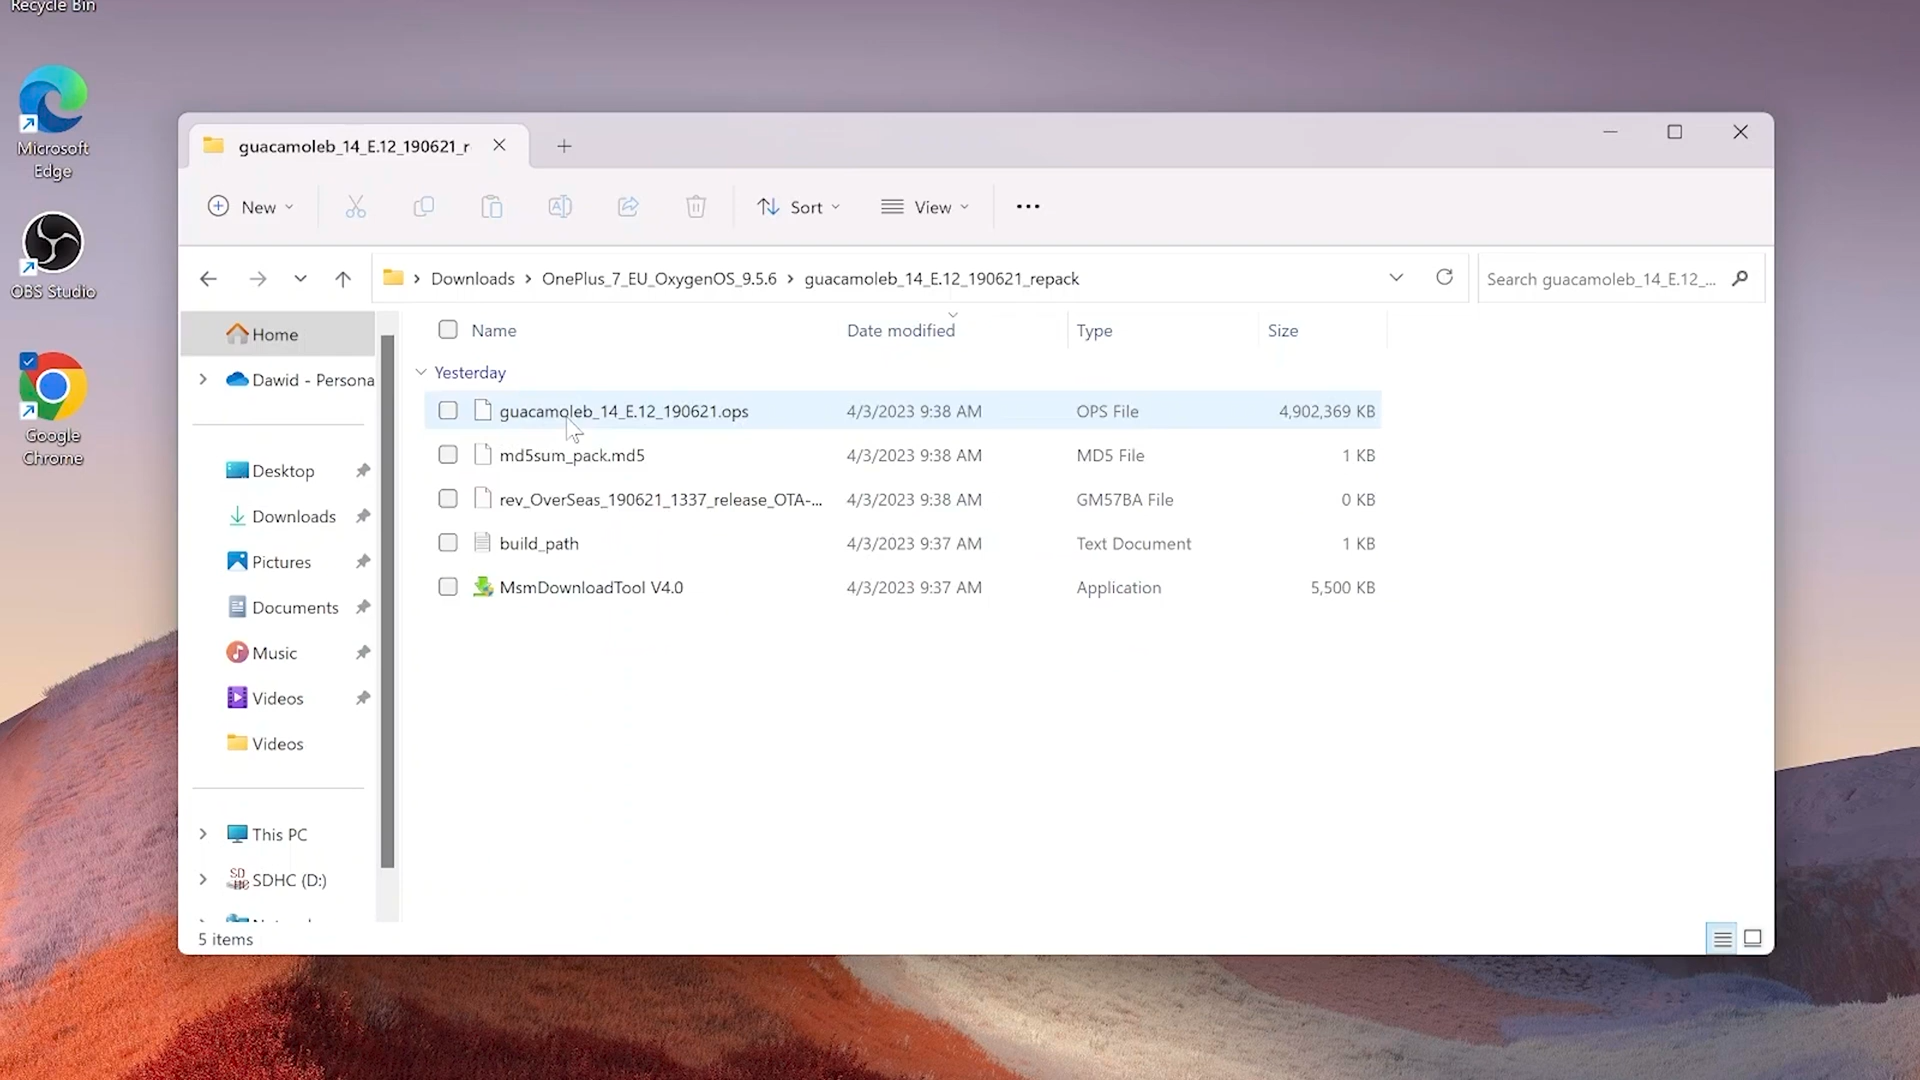 Recycle Bin
Microsoft
Edge
OBS Studio
Google
Chrome
guacamoleb_14_E.12_190621_r
New
Sort
View
Downloads
OnePlus_7_EU_OxygenOS_9.5.6
guacamoleb_14_E.12_190621_repack
Search guacamoleb_14_E.12_...
Home
Dawid - Persona
Desktop
Downloads
Pictures
Documents
Music
Videos
Videos
This PC
SDHC (D:)
Name Date modified Type Size
Yesterday
guacamoleb_14_E.12_190621.ops 4/3/2023 9:38 AM OPS File 4,902,369 KB
md5sum_pack.md5 4/3/2023 9:38 AM MD5 File 1 KB
rev_OverSeas_190621_1337_release_OTA-... 4/3/2023 9:38 AM GM57BA File 0 KB
build_path 4/3/2023 9:37 AM Text Document 1 KB
MsmDownloadTool V4.0 4/3/2023 9:37 AM Application 5,500 KB
5 items